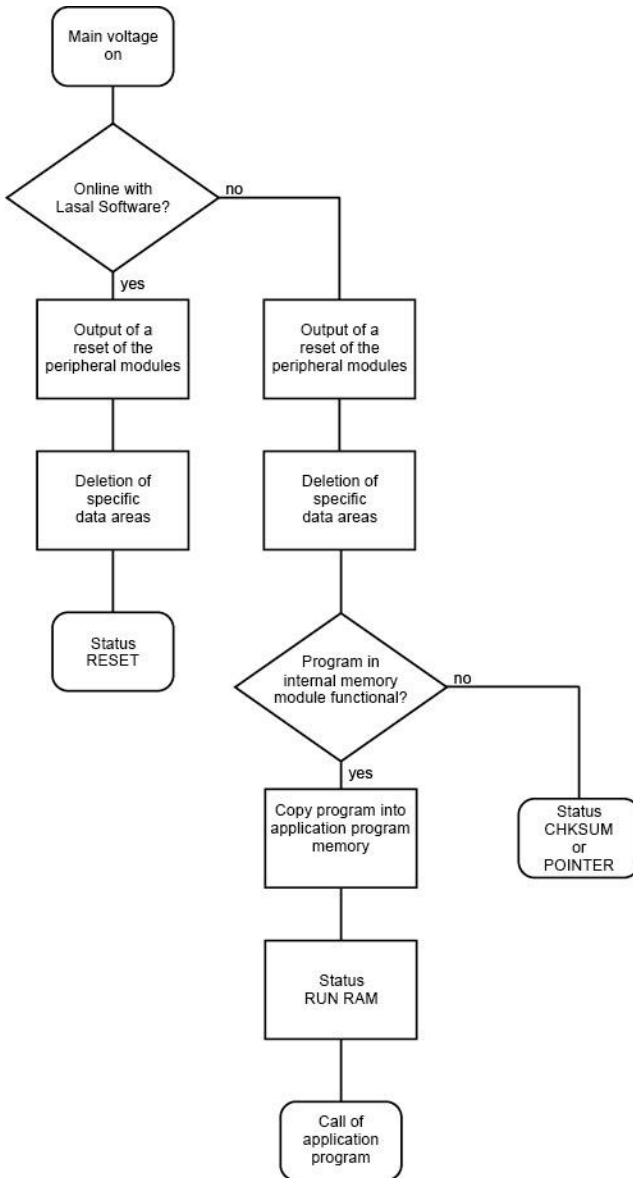 Main voltage
on
Online with
Lasal Software?
no
yes
Output of a
reset of the
peripheral modules
Output of a
reset of the
peripheral modules
Deletion of
specific
data areas
Deletion of
specific
data areas
Status
RESET
Program in
internal memory
module functional?
no
yes
Copy program into
application program
memory
Status
CHKSUM
or
POINTER
Status
RUN RAM
Call of
application
program